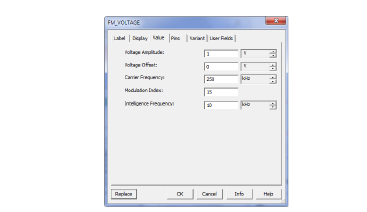 FM_VOLTAGE
Label Display Value Pins Variant User Fields
Voltage Amplitude: 1 V
Voltage Offset: 0 V
Carrier Frequency: 250 kHz
Modulation Index: 15
Intelligence Frequency: 10 kHz
Replace OK Cancel Info Help